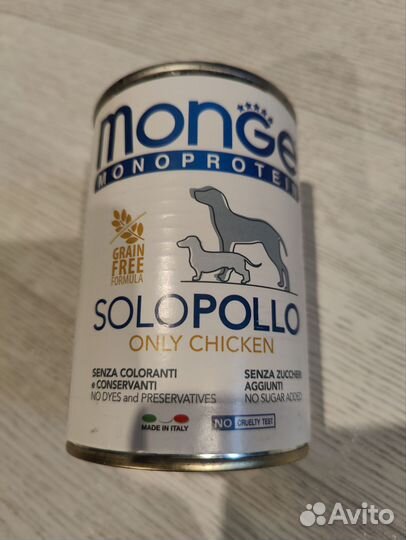 monge
MONOPROTEIN
GRAIN
FREE
FORMULA
SOLOPOLLO
ONLY CHICKEN
SENZA COLORANTI
e CONSERVANTI
NO DYES and PRESERVATIVES
SENZA ZUCCHERI
AGGIUNTI
NO SUGAR ADDED
MADE IN ITALY
NO CRUELTY TEST
Avito